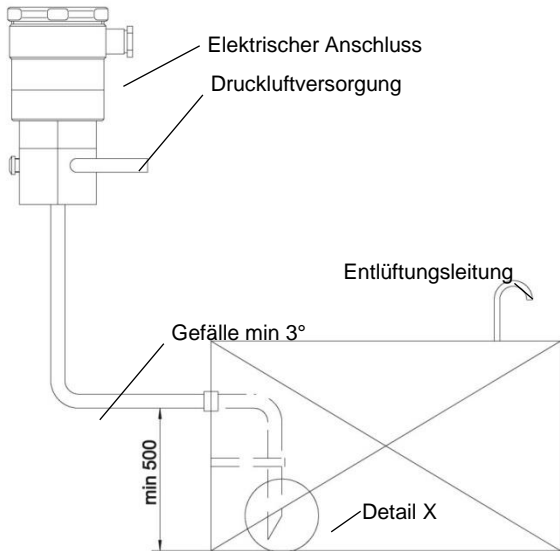 Elektrischer Anschluss
Druckluftversorgung
Entlüftungsleitung
Gefälle min 3°
min 500
Detail X